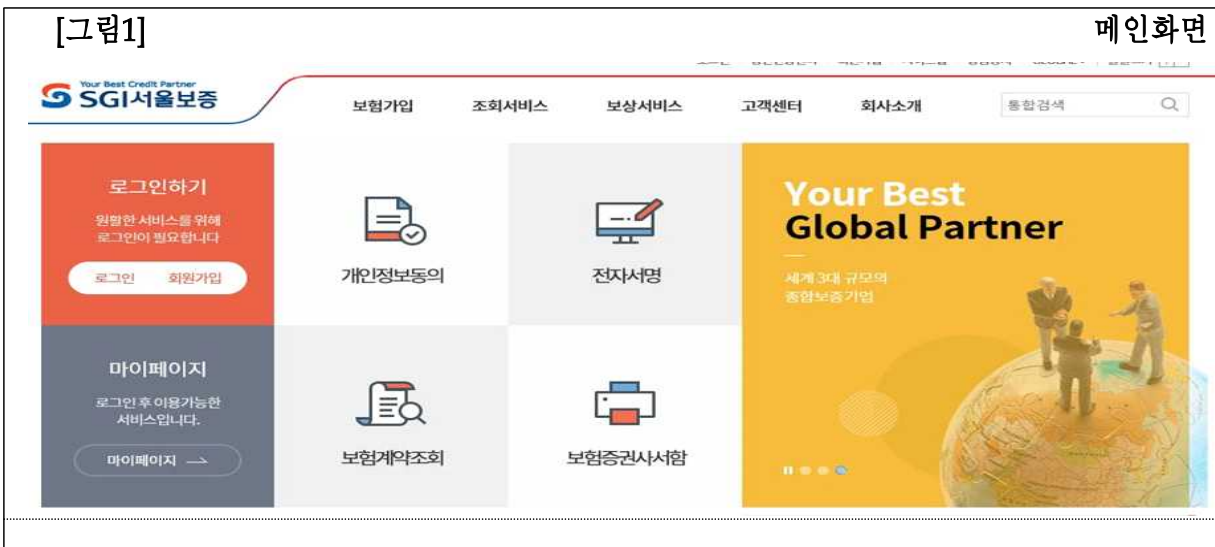 [그림1] 메인화면
Your Best Credit Partner
SGI서울보증
보험가입 조회서비스 보상서비스 고객센터 회사소개 통합검색
로그인하기
원활한 서비스를 위해
로그인이 필요합니다
로그인 회원가입
개인정보동의
전자서명
Your Best
Global Partner
세계 3대 규모의
종합보증기업
마이페이지
로그인 후 이용가능한
서비스입니다.
마이페이지
보험계약조회
보험증권사서함